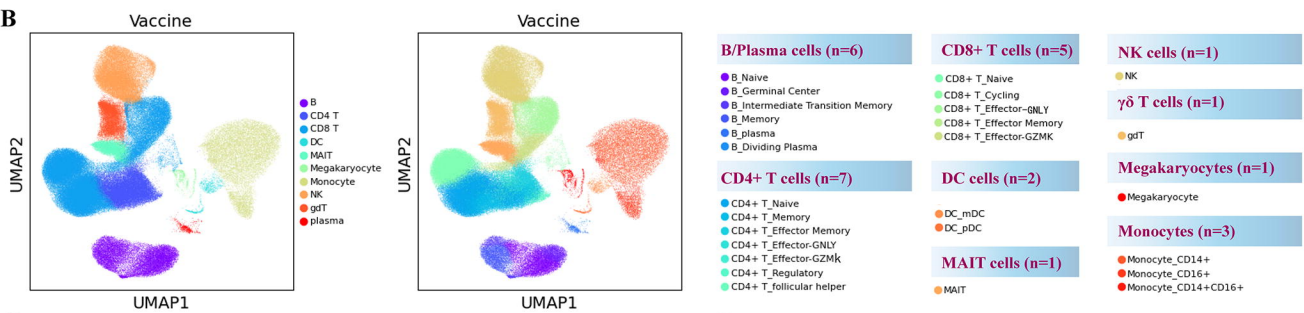 B
Vaccine
UMAP2
UMAP1
B
CD4 T
CD8 T
DC
MAIT
Megakaryocyte
Monocyte
NK
gdT
plasma
Vaccine
UMAP2
UMAP1
B/Plasma cells (n=6)
B_Naive
B_Germinal Center
B_Intermediate Transition Memory
B_Memory
B_plasma
B_Dividing Plasma
CD4+ T cells (n=7)
CD4+ T_Naive
CD4+ T_Memory
CD4+ T_Effector Memory
CD4+ T_Effector-GNLY
CD4+ T_Effector-GZMk
CD4+ T_Regulatory
CD4+ T_follicular helper
CD8+ T cells (n=5)
CD8+ T_Naive
CD8+ T_Cycling
CD8+ T_Effector-GNLY
CD8+ T_Effector Memory
CD8+ T_Effector-GZMK
DC cells (n=2)
DC_mDC
DC_pDC
MAIT cells (n=1)
MAIT
NK cells (n=1)
NK
γδ T cells (n=1)
gdT
Megakaryocytes (n=1)
Megakaryocyte
Monocytes (n=3)
Monocyte_CD14+
Monocyte_CD16+
Monocyte_CD14+CD16+